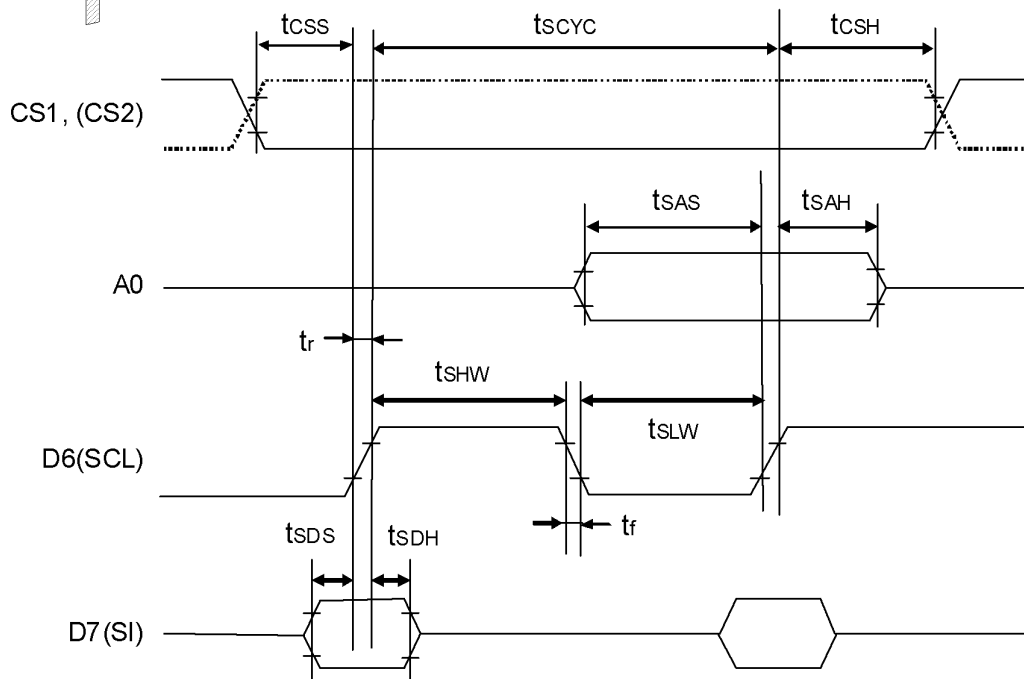 tCSS
tSCYC
tCSH
CS1, (CS2)
tSAS
tSAH
A0
tr
tSHW
tSLW
D6(SCL)
tf
tSDS
tSDH
D7(SI)